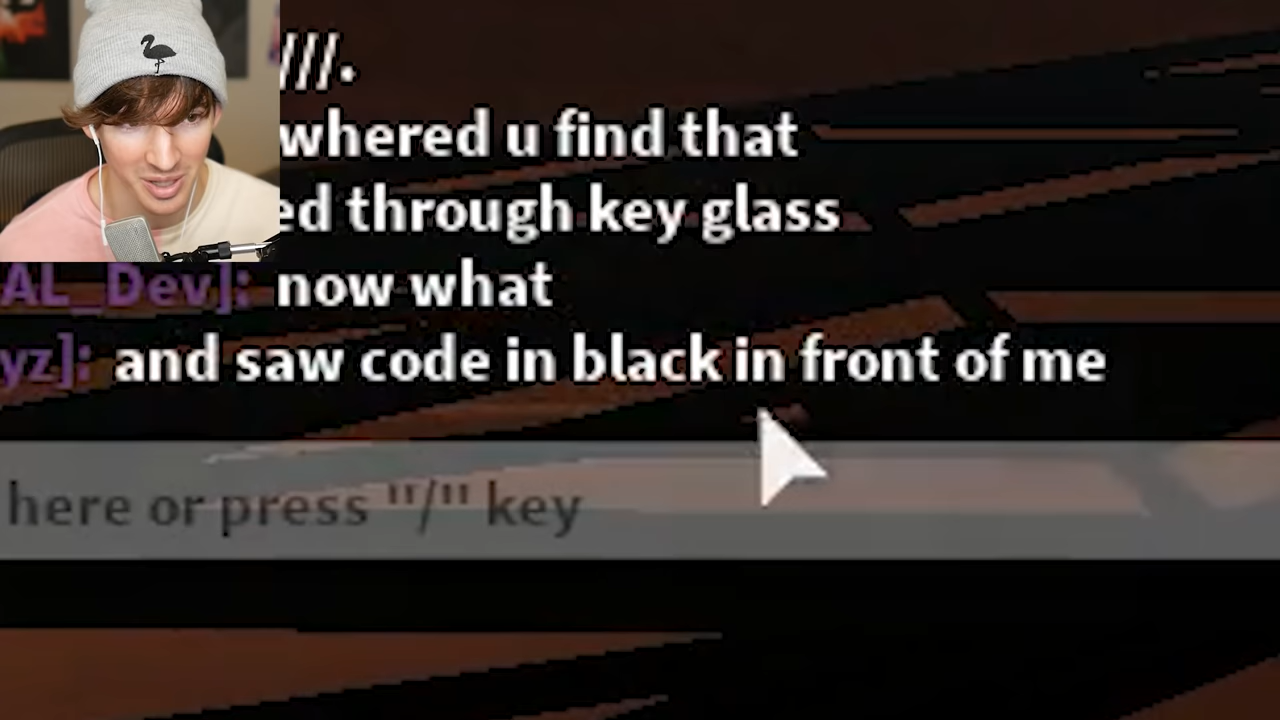 ///.
whered u find that
ed through key glass
AL_Dev]: now what
yz]: and saw code in black in front of me
here or press "/" key